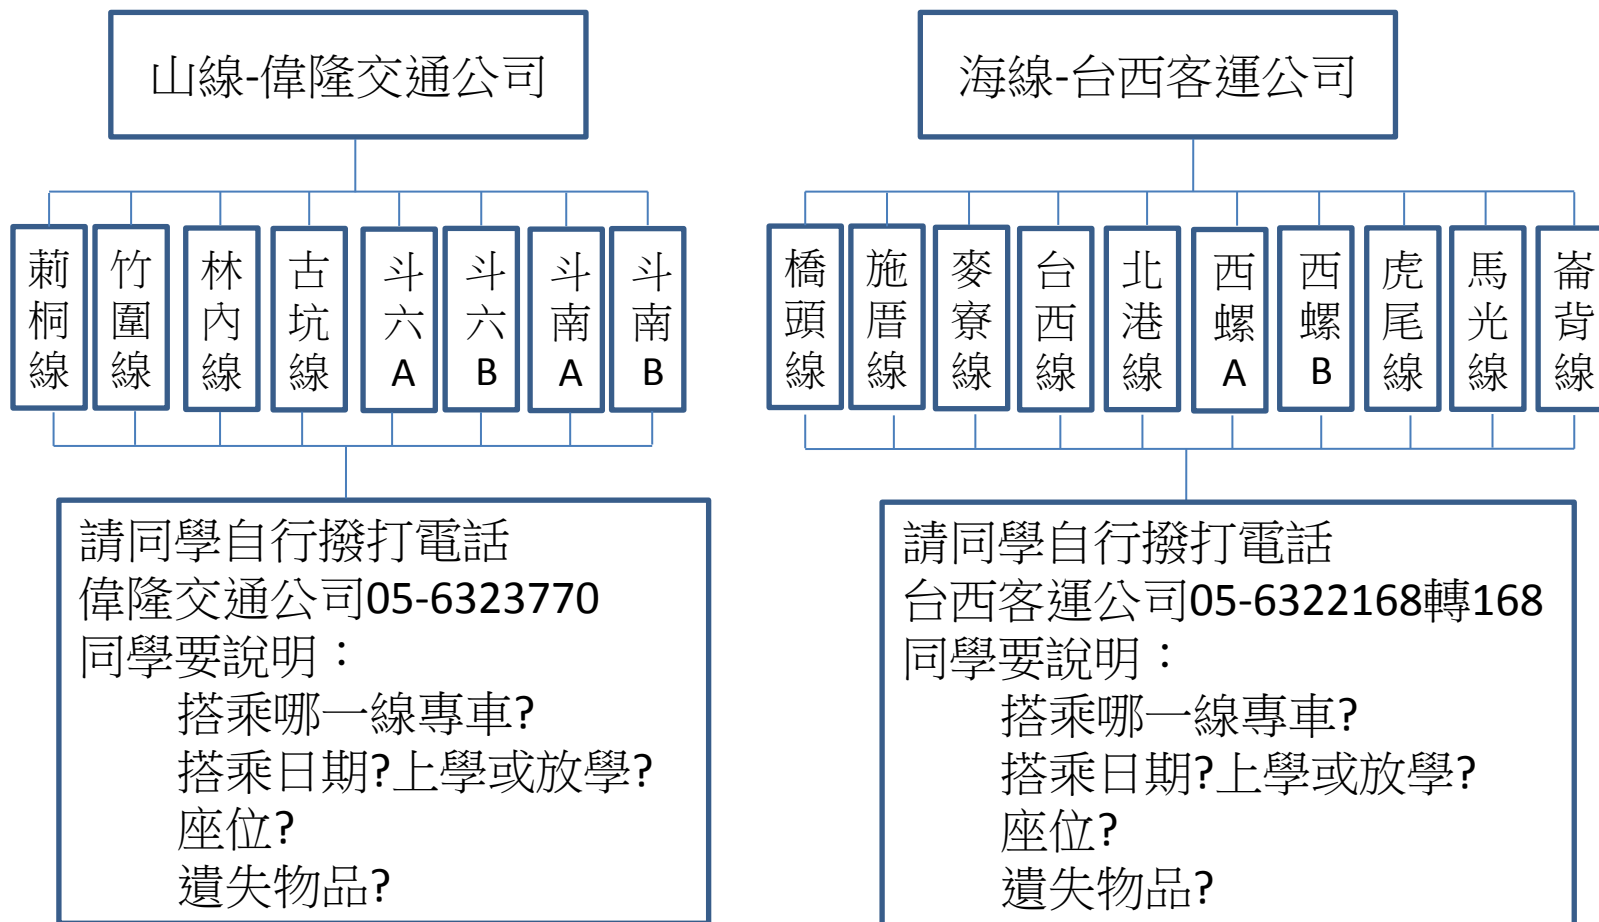 山線-偉隆交通公司
海線-台西客運公司
莿桐線
竹圍線
林內線
古坑線
斗六A
斗六B
斗南A
斗南B
橋頭線
施厝線
麥寮線
台西線
北港線
西螺A
西螺B
虎尾線
馬光線
崙背線
請同學自行撥打電話
偉隆交通公司05-6323770
同學要說明：
搭乘哪一線專車?
搭乘日期?上學或放學?
座位?
遺失物品?
請同學自行撥打電話
台西客運公司05-6322168轉168
同學要說明：
搭乘哪一線專車?
搭乘日期?上學或放學?
座位?
遺失物品?